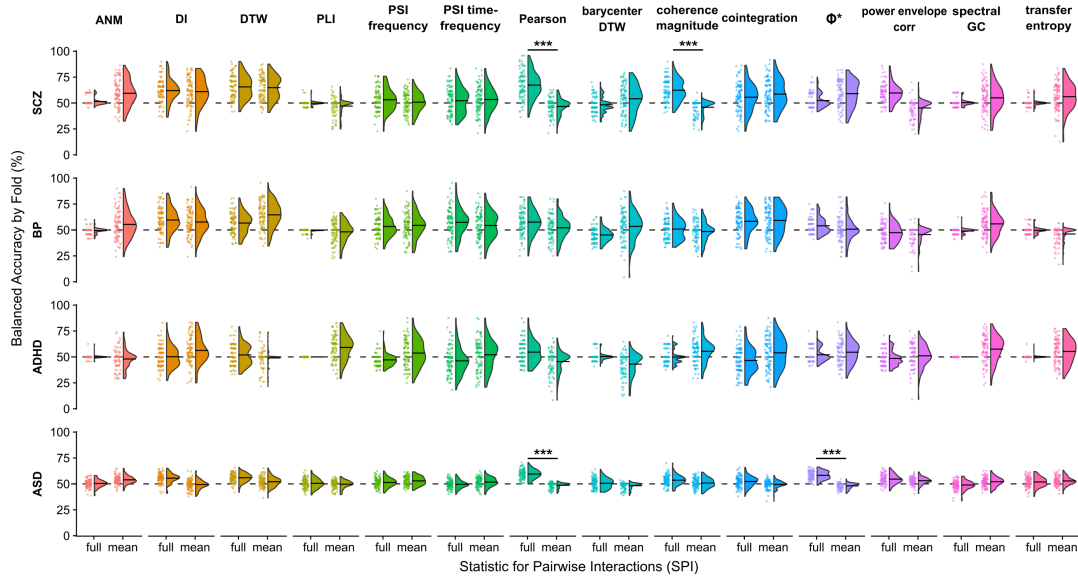 ANM DI DTW PLI PSI frequency PSI time-frequency Pearson barycenter DTW coherence magnitude cointegration Φ* power envelope corr spectral GC transfer entropy
*** ***
SCZ
100
75
50
25
0
BP
100
75
50
25
0
ADHD
100
75
50
25
0
*** ***
ASD
100
75
50
25
0
Balanced Accuracy by Fold (%)
full mean full mean full mean full mean full mean full mean full mean full mean full mean full mean full mean full mean full mean full mean
Statistic for Pairwise Interactions (SPI)